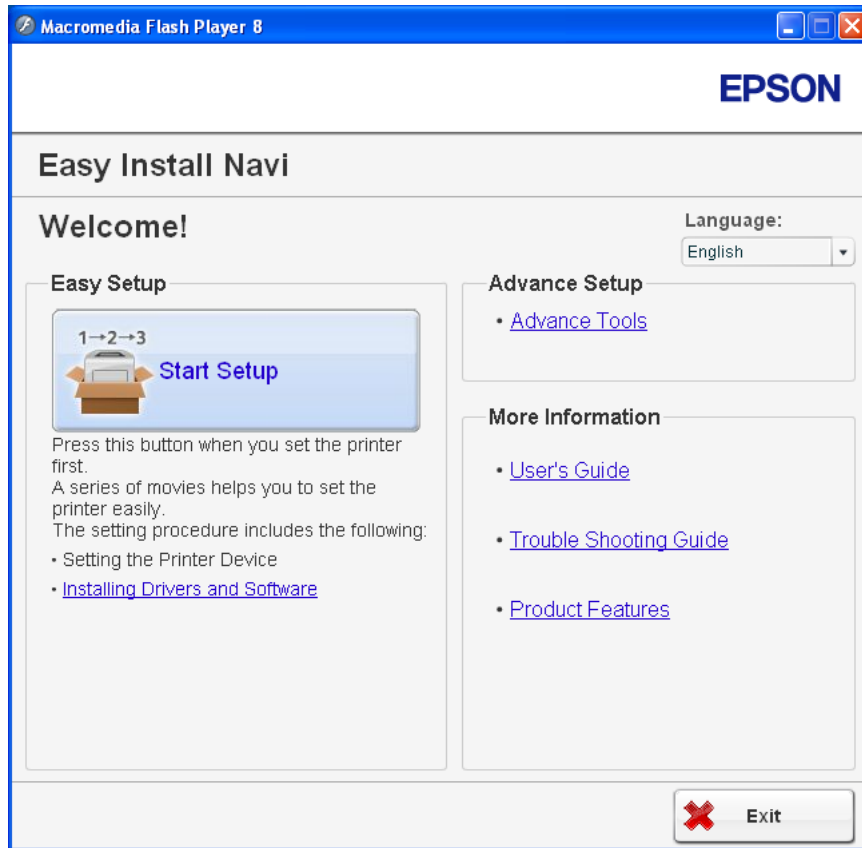 Macromedia Flash Player 8
EPSON
Easy Install Navi
Welcome!
Language:
English
Easy Setup
1→2→3
Start Setup
Press this button when you set the printer
first.
A series of movies helps you to set the
printer easily.
The setting procedure includes the following:
• Setting the Printer Device
• Installing Drivers and Software
Advance Setup
• Advance Tools
More Information
• User's Guide
• Trouble Shooting Guide
• Product Features
Exit